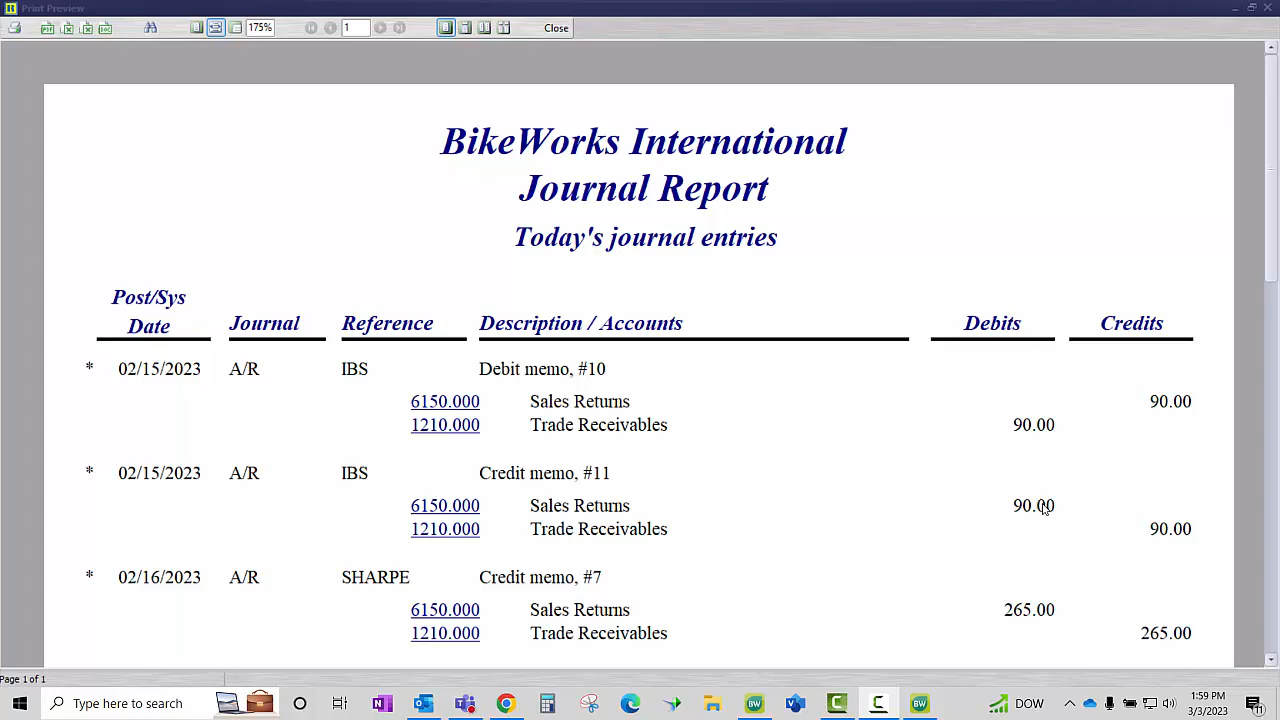 Print Preview
175%
1
Close
BikeWorks International
Journal Report
Today's journal entries
Post/Sys
Date Journal Reference Description / Accounts Debits Credits
* 02/15/2023 A/R IBS Debit memo, #10
6150.000 Sales Returns 90.00
1210.000 Trade Receivables 90.00
* 02/15/2023 A/R IBS Credit memo, #11
6150.000 Sales Returns 90.00
1210.000 Trade Receivables 90.00
* 02/16/2023 A/R SHARPE Credit memo, #7
6150.000 Sales Returns 265.00
1210.000 Trade Receivables 265.00
Page 1 of 1
Type here to search
DOW
1:59 PM
3/3/2023